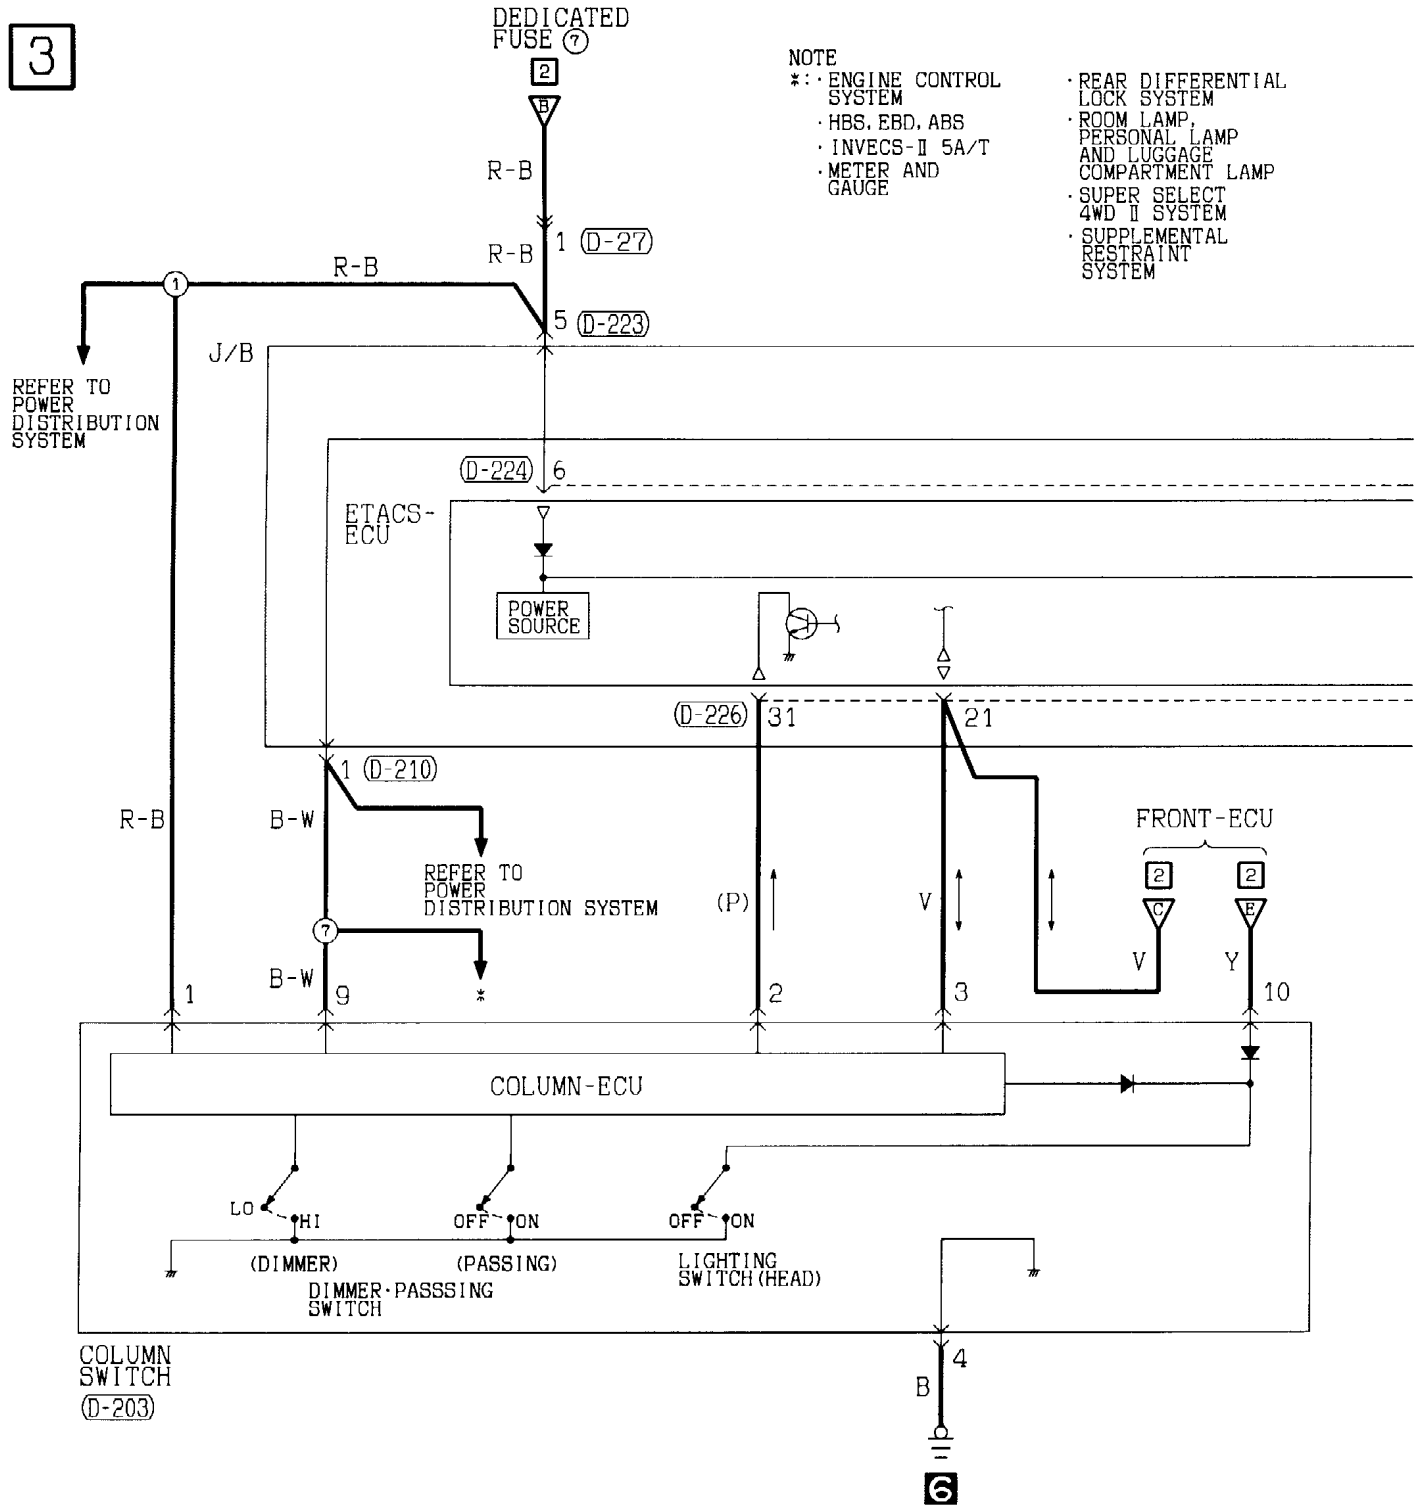 3
DEDICATED
FUSE ⑦
2
B
NOTE
*:·ENGINE CONTROL
SYSTEM
·HBS, EBD, ABS
·INVECS-Ⅱ 5A/T
·METER AND
GAUGE
·REAR DIFFERENTIAL
LOCK SYSTEM
·ROOM LAMP,
PERSONAL LAMP
AND LUGGAGE
COMPARTMENT LAMP
·SUPER SELECT
4WD Ⅱ SYSTEM
·SUPPLEMENTAL
RESTRAINT
SYSTEM
R-B
1 (D-27)
R-B
R-B
1
5 (D-223)
J/B
REFER TO
POWER
DISTRIBUTION
SYSTEM
(D-224) 6
ETACS-
ECU
POWER
SOURCE
(D-226) 31
21
1 (D-210)
R-B
B-W
FRONT-ECU
REFER TO
POWER
DISTRIBUTION SYSTEM
2
2
C
E
(P)
V
7
V
Y
B-W
*
1
9
2
3
10
COLUMN-ECU
LO
HI
OFF
ON
OFF
ON
(DIMMER)
(PASSING)
DIMMER·PASSSING
SWITCH
LIGHTING
SWITCH(HEAD)
COLUMN
SWITCH
(D-203)
4
B
6